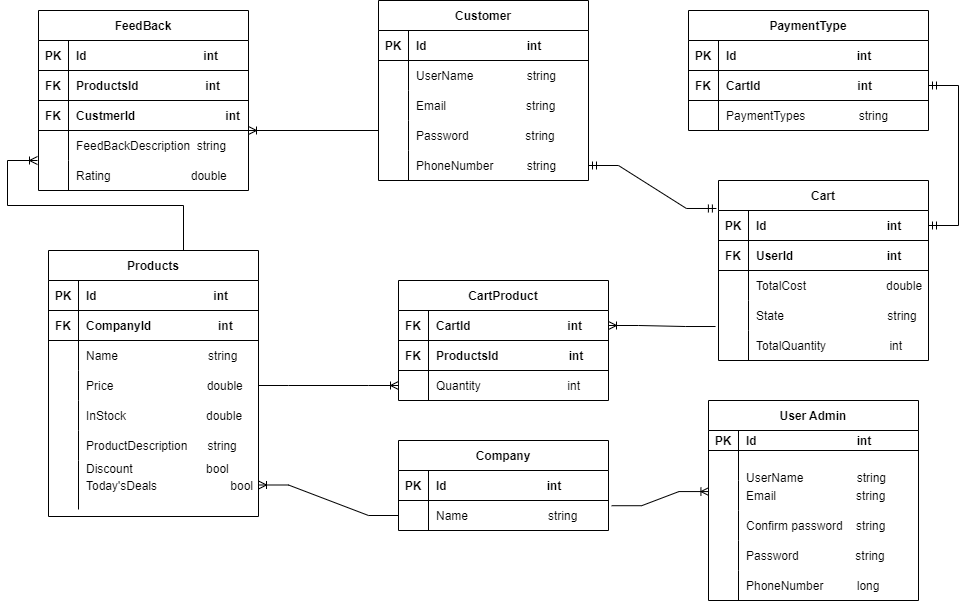 FeedBack
PK Id int
FK ProductsId int
FK CustmerId int
FeedBackDescription string
Rating double
Customer
PK Id int
UserName string
Email string
Password string
PhoneNumber string
PaymentType
PK Id int
FK CartId int
PaymentTypes string
Cart
PK Id int
FK UserId int
TotalCost double
State string
TotalQuantity int
Products
PK Id int
FK CompanyId int
Name string
Price double
InStock double
ProductDescription string
Discount bool
Today'sDeals bool
CartProduct
FK CartId int
FK ProductsId int
Quantity int
Company
PK Id int
Name string
User Admin
PK Id int
UserName string
Email string
Confirm password string
Password string
PhoneNumber long